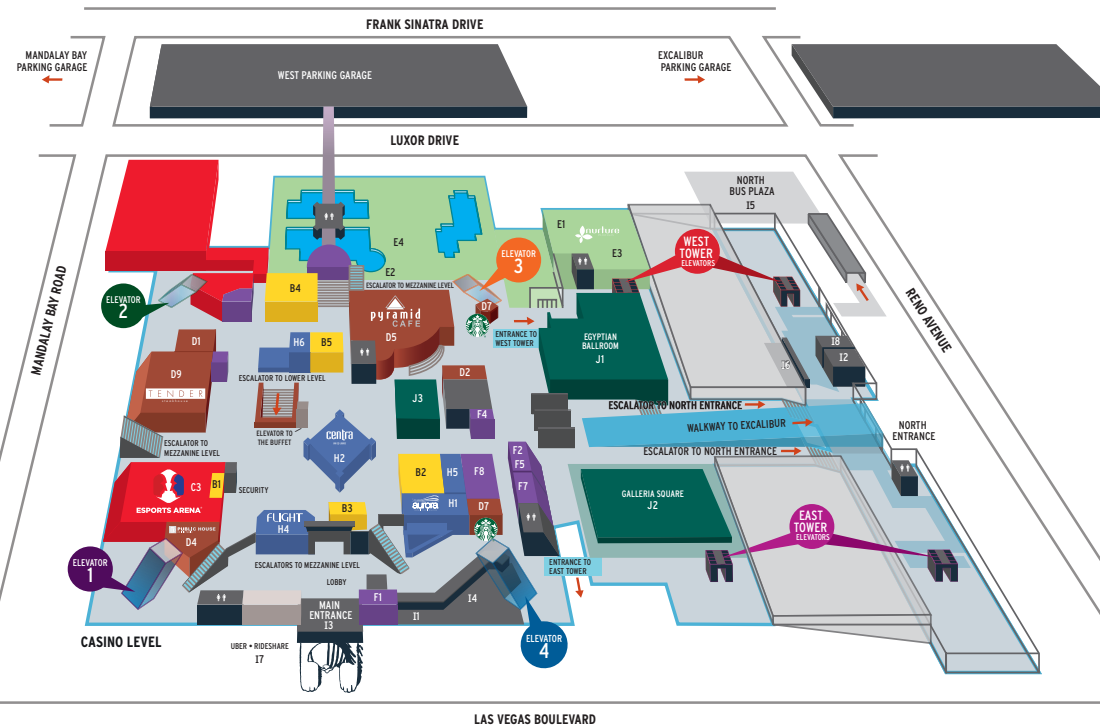 FRANK SINATRA DRIVE
MANDALAY BAY
PARKING GARAGE
WEST PARKING GARAGE
EXCALIBUR
PARKING GARAGE
LUXOR DRIVE
NORTH
BUS PLAZA
I5
E1
nurture
E3
E4
E2
WEST
TOWER
ELEVATORS
ELEVATOR
3
ESCALATOR TO MEZZANINE LEVEL
ELEVATOR
2
B4
pyramid
CAFE
D5
D7
ENTRANCE TO
WEST TOWER
EGYPTIAN
BALLROOM
J1
MANDALAY BAY ROAD
RENO AVENUE
D1
H6
B5
I8
I2
I6
D9
TENDER
ESCALATOR TO LOWER LEVEL
D2
J3
F4
ESCALATOR TO NORTH ENTRANCE
WALKWAY TO EXCALIBUR
ESCALATOR TO NORTH ENTRANCE
NORTH
ENTRANCE
ELEVATOR TO
THE BUFFET
ESCALATOR TO
MEZZANINE LEVEL
centra
H2
F2
F5
F7
B2
H5
F8
aurora
H1
D7
C3
B1
SECURITY
ESPORTS ARENA
GALLERIA SQUARE
J2
B3
FLIGHT
H4
PUBLIC HOUSE
D4
EAST
TOWER
ELEVATORS
ESCALATORS TO MEZZANINE LEVEL
ENTRANCE TO
EAST TOWER
ELEVATOR
1
LOBBY
F1
I4
I1
MAIN
ENTRANCE
I3
ELEVATOR
4
CASINO LEVEL
UBER • RIDESHARE
I7
LAS VEGAS BOULEVARD